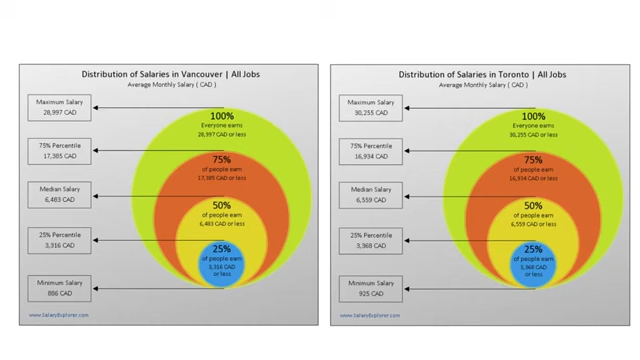 Distribution of Salaries in Vancouver | All Jobs
Average Monthly Salary ( CAD )
Maximum Salary
28,997 CAD
75% Percentile
17,385 CAD
Median Salary
6,483 CAD
25% Percentile
3,316 CAD
Minimum Salary
886 CAD
100%
Everyone earns
28,997 CAD or less
75%
of people earn
17,385 CAD or less
50%
of people earn
6,483 CAD or less
25%
of people earn
3,316 CAD
or less
www.SalaryExplorer.com
Distribution of Salaries in Toronto | All Jobs
Average Monthly Salary ( CAD )
Maximum Salary
30,255 CAD
75% Percentile
16,934 CAD
Median Salary
6,559 CAD
25% Percentile
3,368 CAD
Minimum Salary
925 CAD
100%
Everyone earns
30,255 CAD or less
75%
of people earn
16,934 CAD or less
50%
of people earn
6,559 CAD or less
25%
of people earn
3,368 CAD
or less
www.SalaryExplorer.com